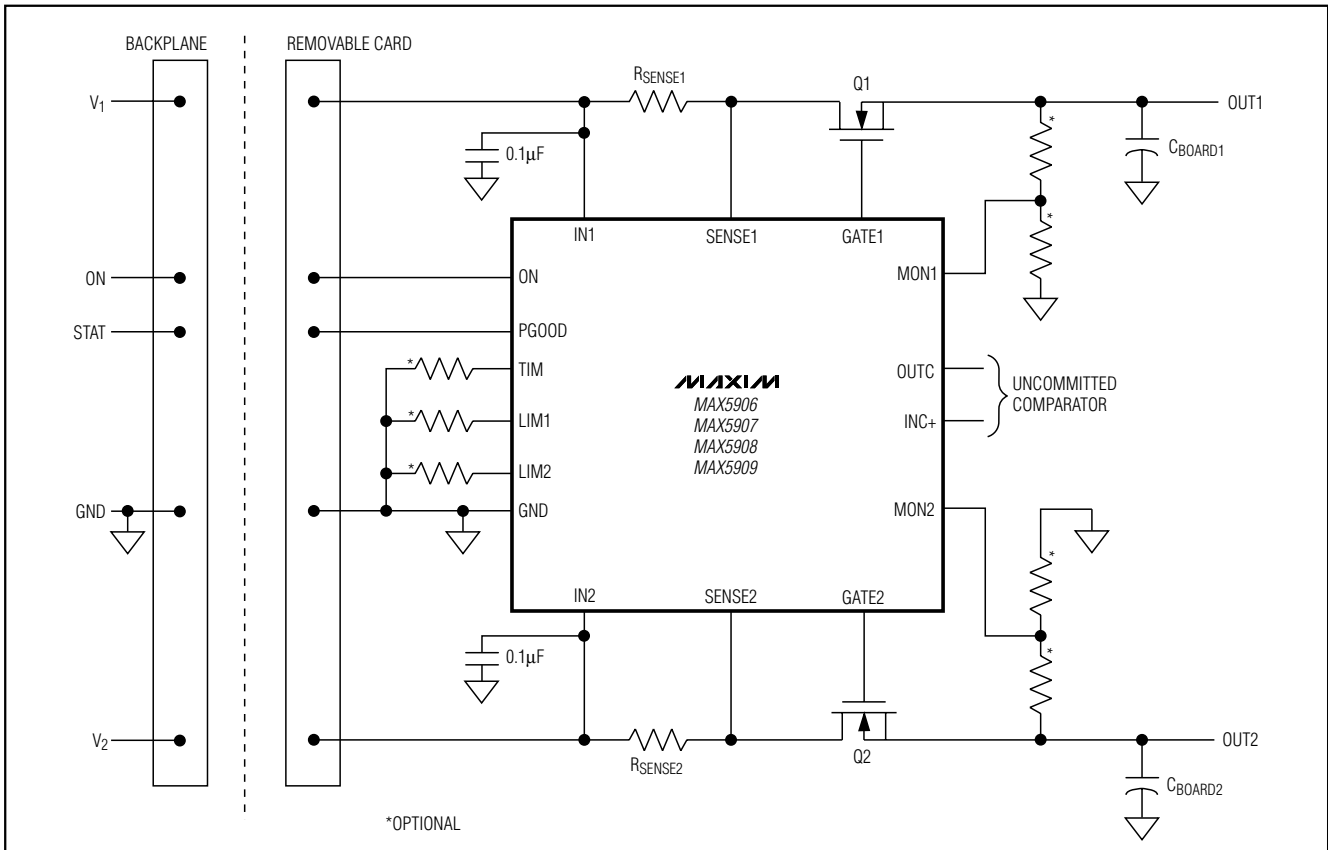 BACKPLANE
REMOVABLE CARD
RSENSE1
Q1
V1
OUT1
*
CBOARD1
0.1µF
*
IN1
SENSE1
GATE1
MON1
ON
ON
STAT
PGOOD
*
TIM
MAXIM
OUTC
UNCOMMITTED
COMPARATOR
MAX5906
MAX5907
MAX5908
MAX5909
*
LIM1
INC+
*
LIM2
GND
GND
MON2
*
IN2
SENSE2
GATE2
0.1µF
*
V2
OUT2
RSENSE2
Q2
CBOARD2
*OPTIONAL